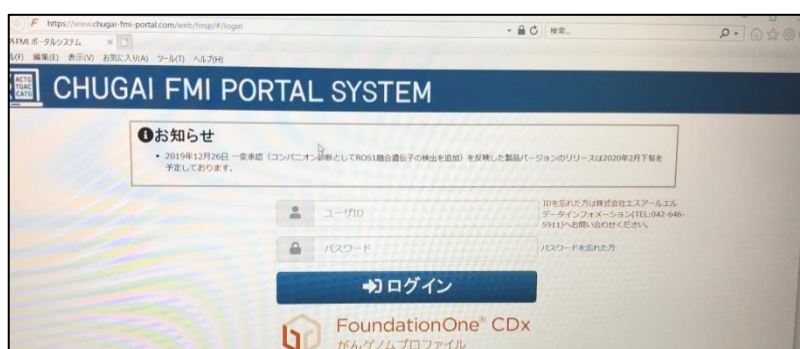 https://www.chugai-fmi-portal.com/web/fmip/#/login
検索...
FMI ポータルシステム
編集(E) 表示(V) お気に入り(A) ツール(T) ヘルプ(H)
ACTG
TGAC
CATG
CHUGAI FMI PORTAL SYSTEM
お知らせ
• 2019年12月26日 一変承認(コンパニオン診断としてROS1融合遺伝子の検出を追加)を反映した製品バージョンのリリースは2020年2月下旬を
予定しております。
ユーザID
IDを忘れた方は株式会社エスアールエル
データインフォメーション(TEL:042-646-
5911)へお問い合わせください。
パスワード
パスワードを忘れた方
ログイン
FoundationOne® CDx
がんゲノムプロファイル